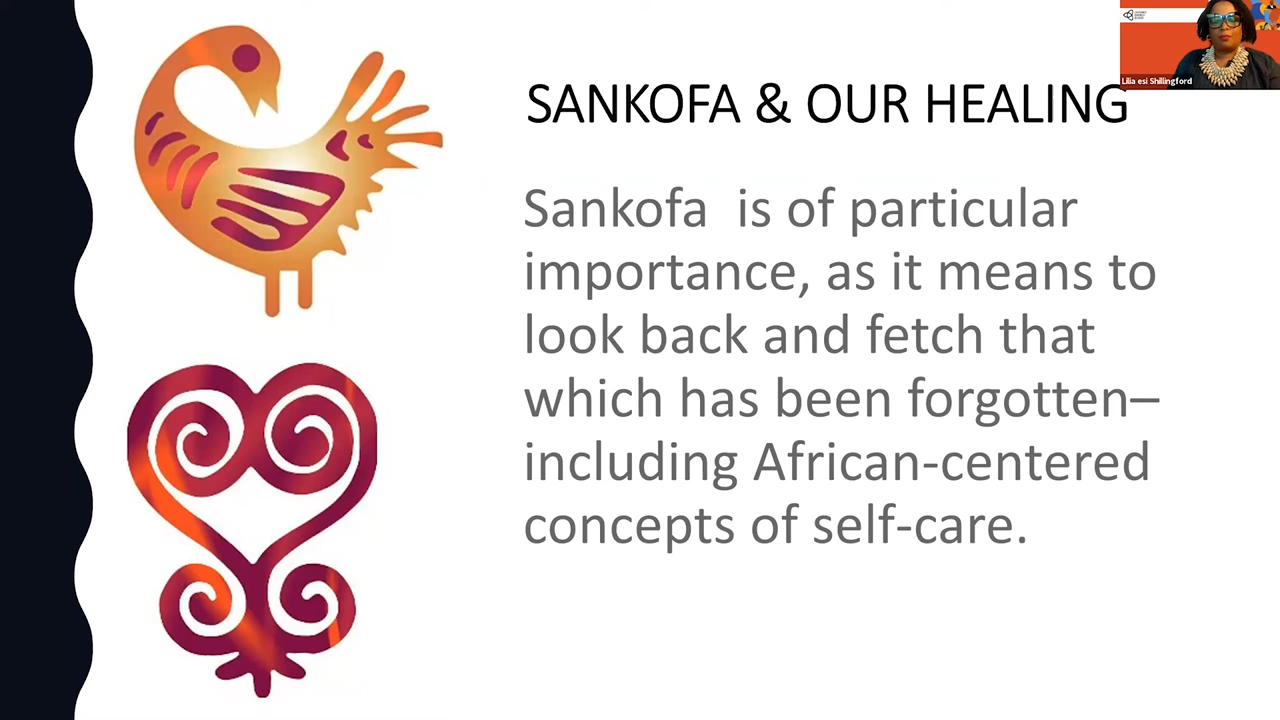 SANKOFA & OUR HEALING
Sankofa  is of particular
importance, as it means to
look back and fetch that
which has been forgotten–
including African-centered
concepts of self-care.
Lilia esi Shillingford